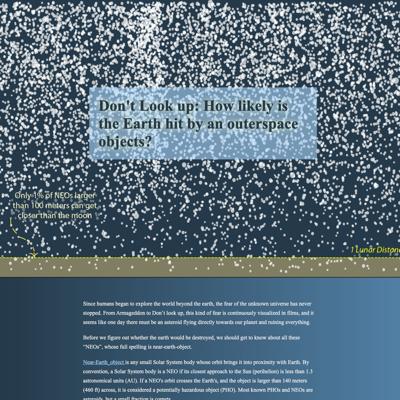 Don't Look up: How likely is
the Earth hit by an outerspace
objects?
Only 1% of NEOs larger
than 100 meters can get
closer than the moon
1 Lunar Distance
Since humans began to explore the world beyond the earth, the fear of the unknown universe has never
stopped. From Armageddon to Don't look up, this kind of fear is continuously visualized in films, and it
seems like one day there must be an asteroid flying directly towards our planet and ruining everything.
Before we figure out whether the earth would be destroyed, we should get to know about all these
"NEOs", whose full spelling is near-earth-object.
Near-Earth object is any small Solar System body whose orbit brings it into proximity with Earth. By
convention, a Solar System body is a NEO if its closest approach to the Sun (perihelion) is less than 1.3
astronomical units (AU). If a NEO's orbit crosses the Earth's, and the object is larger than 140 meters
(460 ft) across, it is considered a potentially hazardous object (PHO). Most known PHOs and NEOs are
asteroids, but a small fraction is comets.